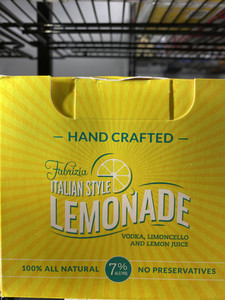 — HAND CRAFTED —
Fabrizia
ITALIAN STYLE
LEMONADE
VODKA, LIMONCELLO
AND LEMON JUICE
100% ALL NATURAL 7% ALC/VOL NO PRESERVATIVES